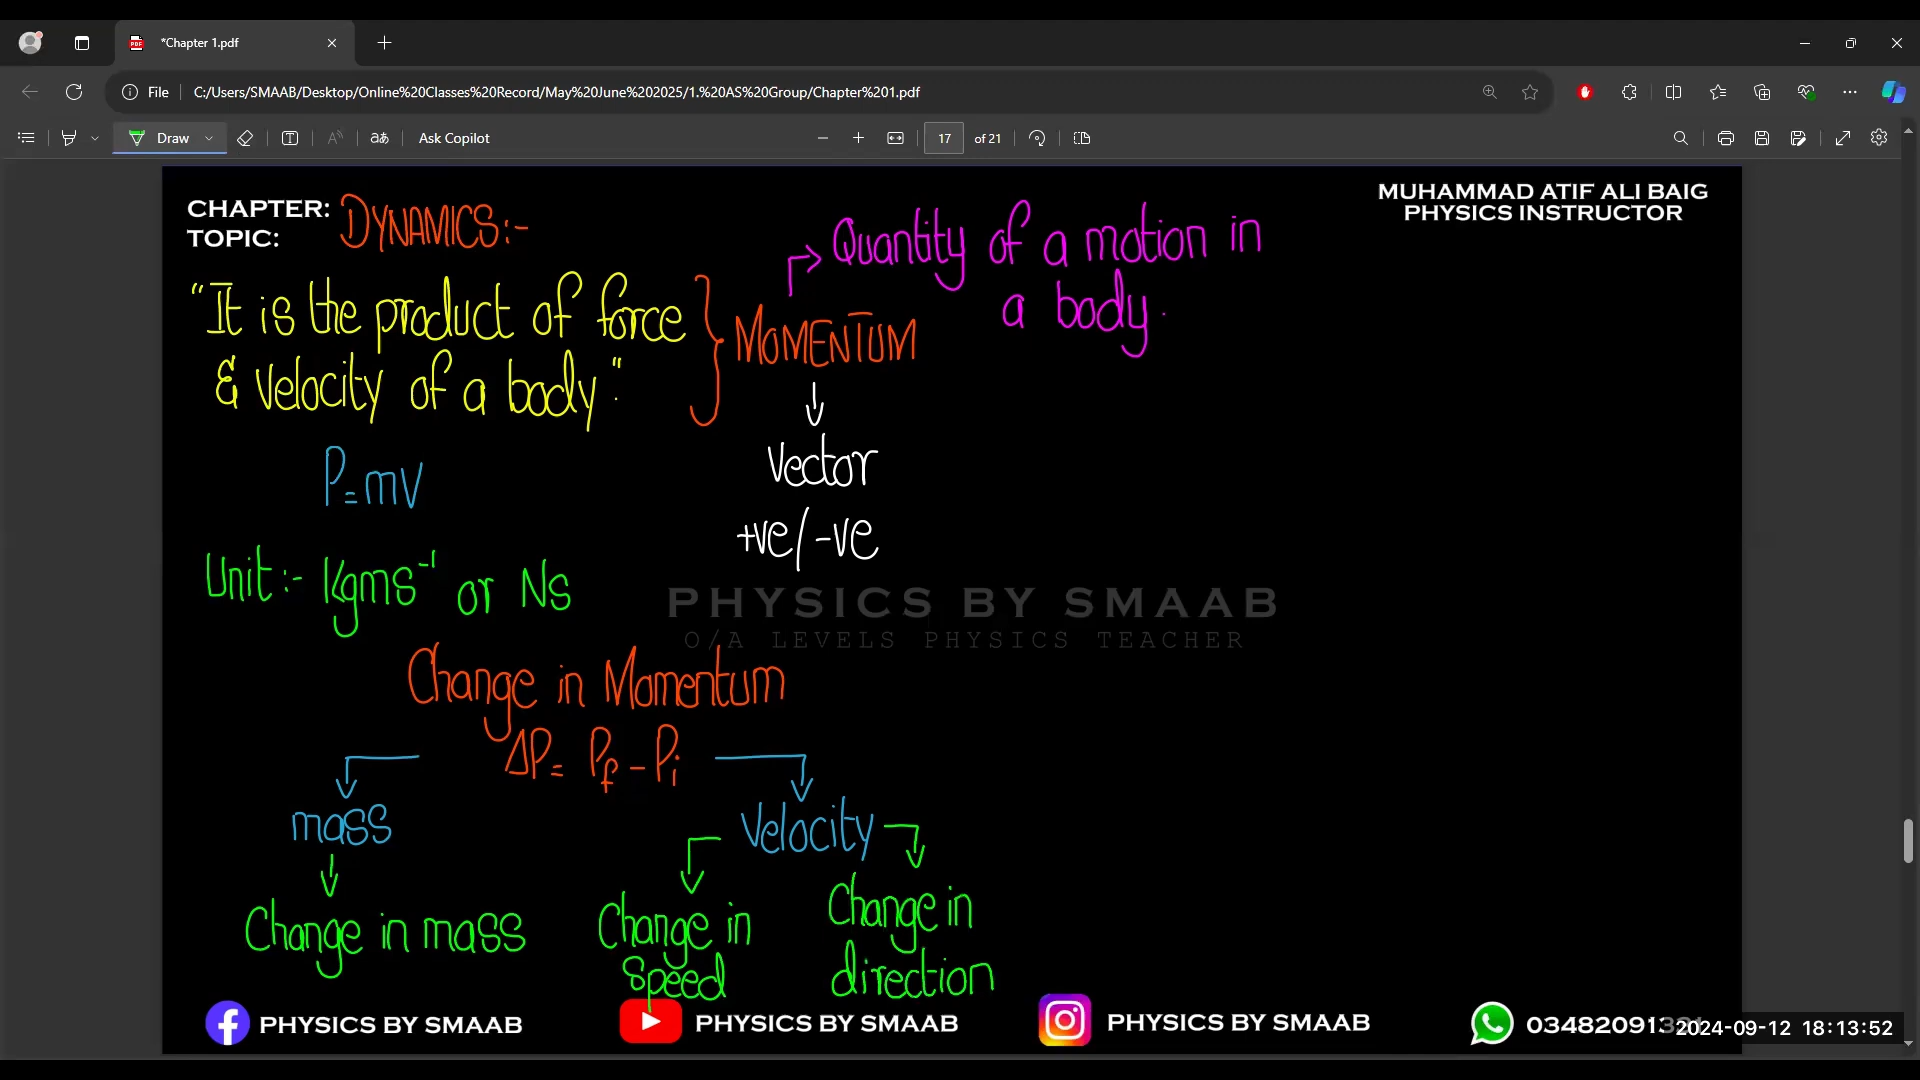 *Chapter 1.pdf
File
C:/Users/SMAAB/Desktop/Online%20Classes%20Record/May%20June%202025/1.%20AS%20Group/Chapter%201.pdf
Draw
Ask Copilot
17 of 21
CHAPTER: DYNAMICS:-
TOPIC:
MUHAMMAD ATIF ALI BAIG
PHYSICS INSTRUCTOR
Quantity of a motion in
a body.
"It is the product of force
& Velocity of a body."
MOMENTUM
Vector
+ve/-ve
P=mV
Unit:- Kgms⁻¹ or Ns
PHYSICS BY SMAAB
O/A LEVELS PHYSICS TEACHER
Change in Momentum
ΔP= Pf - Pi
mass
Velocity
Change in mass
Change in
speed
Change in
direction
PHYSICS BY SMAAB
PHYSICS BY SMAAB
PHYSICS BY SMAAB
2024-09-12 18:13:52